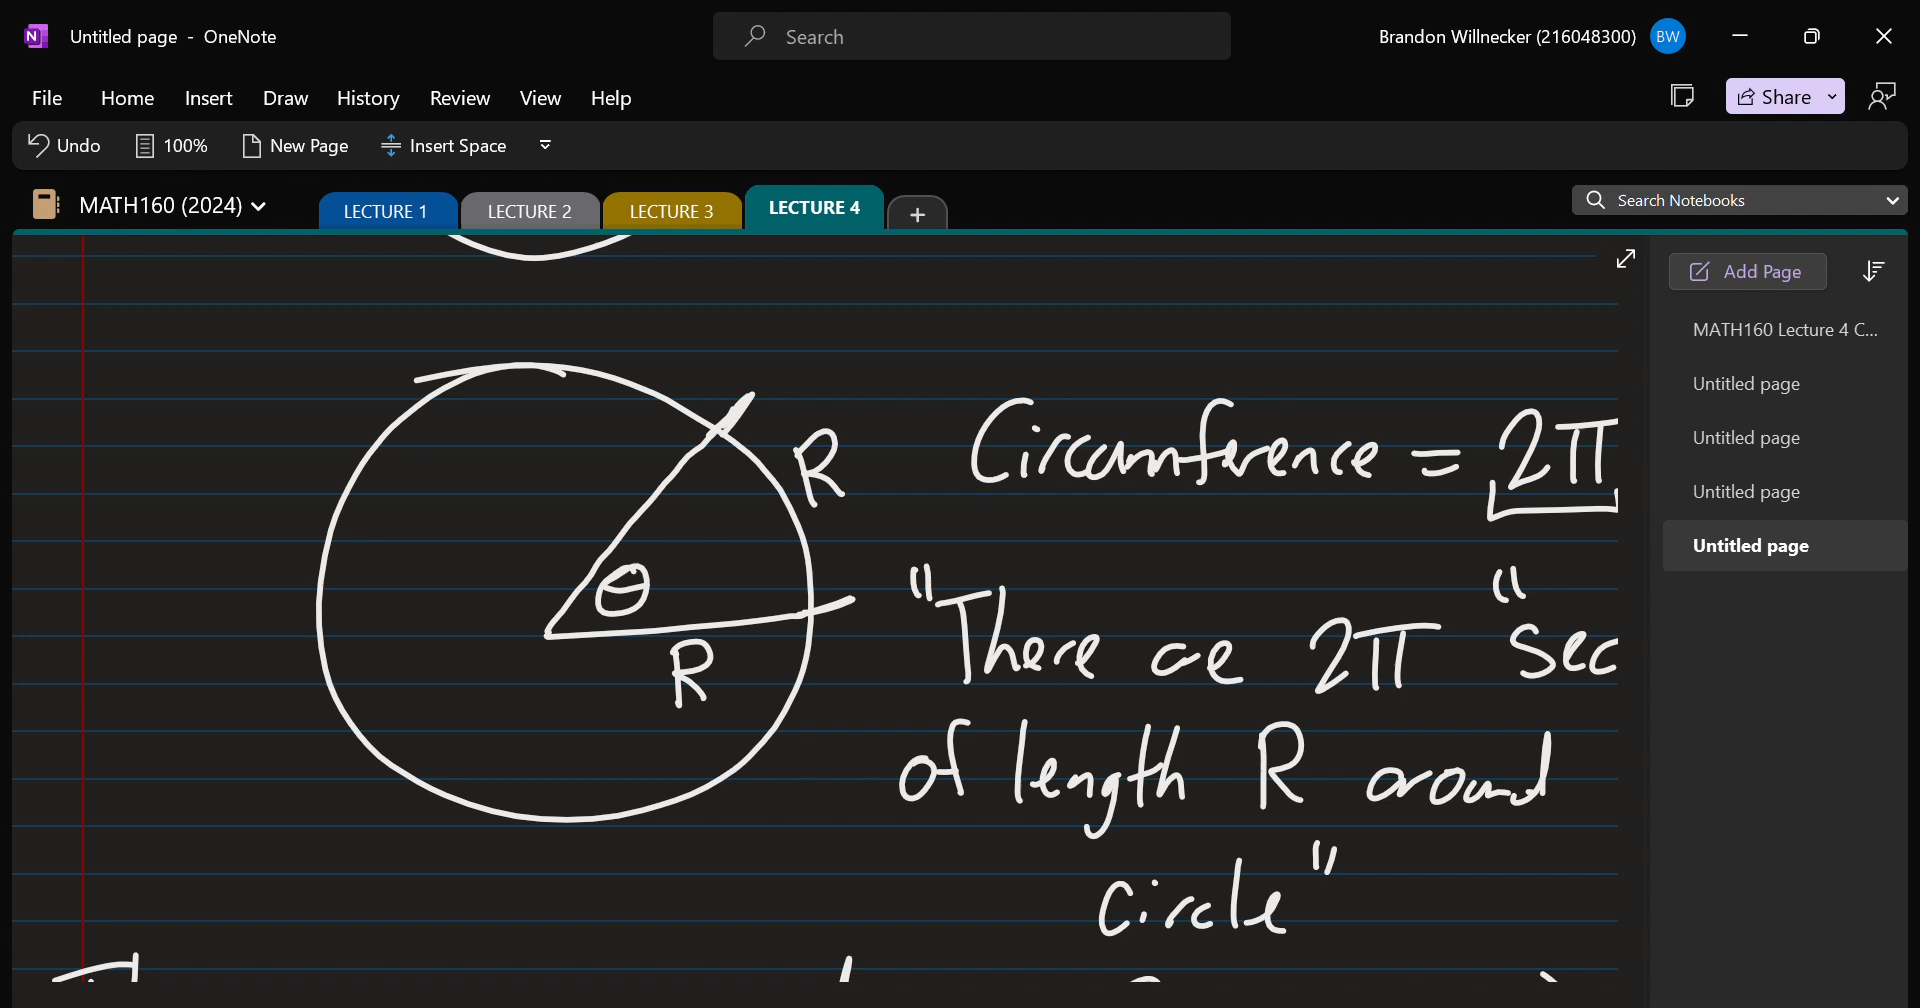 Untitled page - OneNote
Search
Brandon Willnecker (216048300)
BW
File Home Insert Draw History Review View Help
Share
Undo 100% New Page Insert Space
MATH160 (2024)
LECTURE 1 LECTURE 2 LECTURE 3 LECTURE 4 +
Search Notebooks
Add Page
MATH160 Lecture 4 C...
Untitled page
Untitled page
Untitled page
Untitled page
R
θ
R
Circumference = 2π
"There are 2π "sec
of length R around
circle"